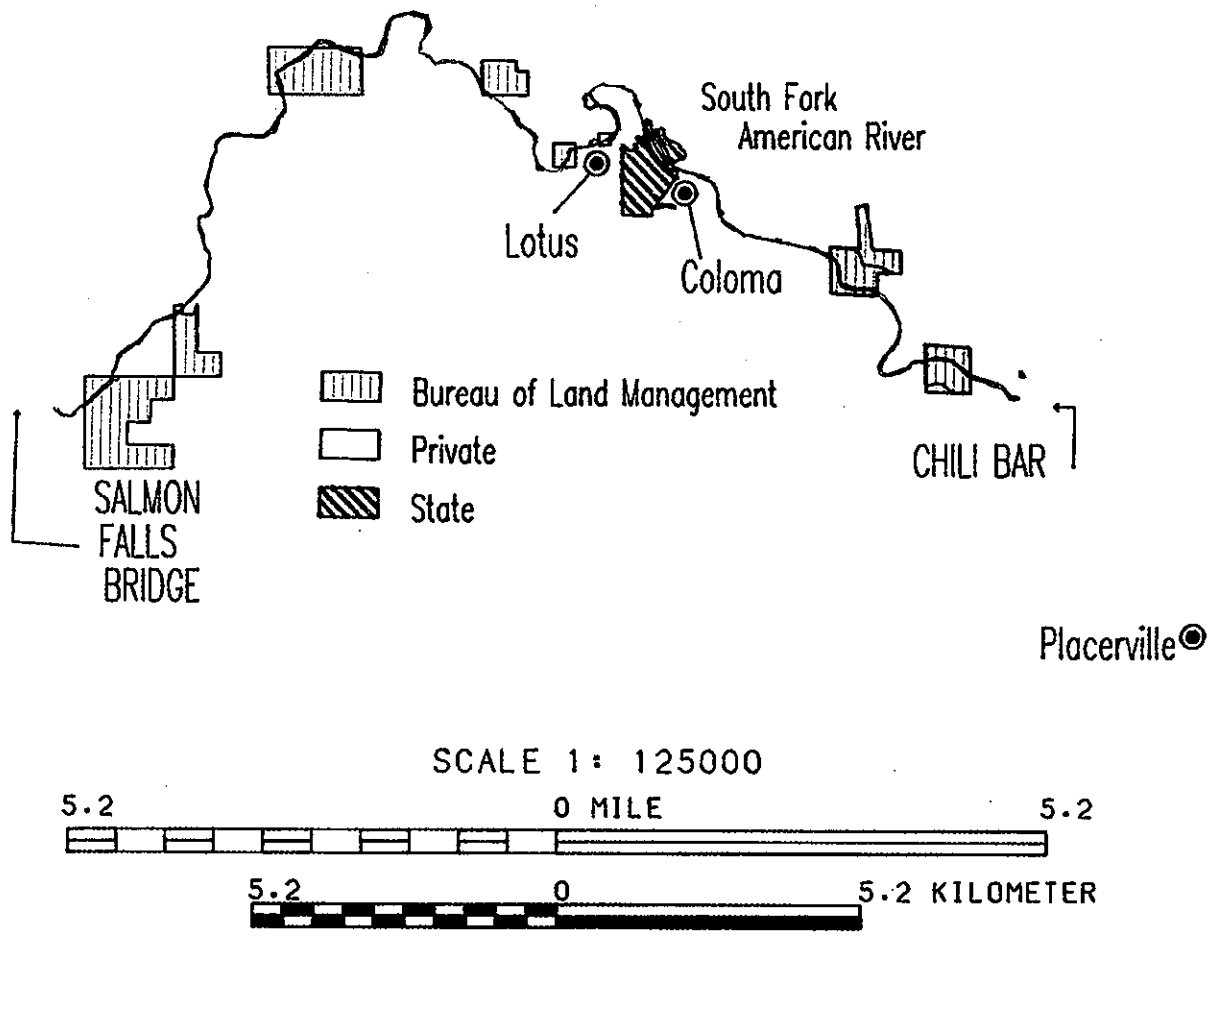 South Fork
American River
Lotus
Coloma
Bureau of Land Management
Private
State
CHILI BAR
SALMON
FALLS
BRIDGE
Placerville
SCALE 1: 125000
5.2 0 MILE 5.2
5.2 0 5.2 KILOMETER